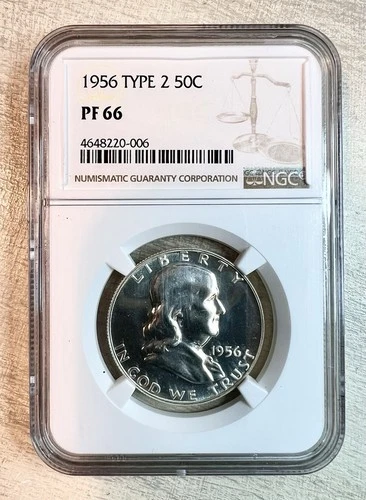 1956 TYPE 2 50C
PF 66
4648220-006
NUMISMATIC GUARANTY CORPORATION
NGC
LIBERTY
1956
IN GOD WE TRUST